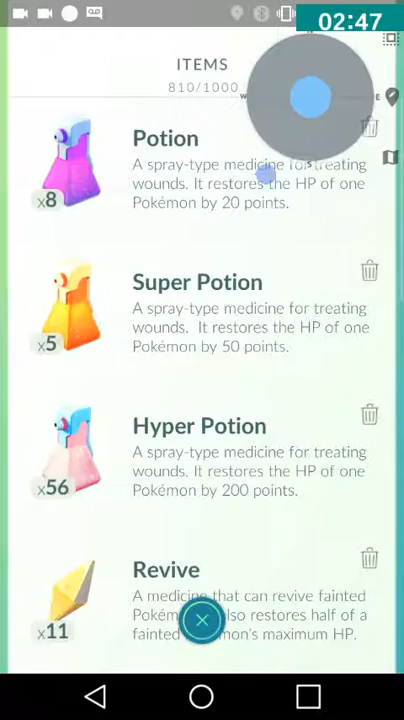 02:47
ITEMS
810/1000
W
E
S
Potion
A spray-type medicine for treating
wounds. It restores the HP of one
Pokémon by 20 points.
x8
Super Potion
A spray-type medicine for treating
wounds. It restores the HP of one
Pokémon by 50 points.
x5
Hyper Potion
A spray-type medicine for treating
wounds. It restores the HP of one
Pokémon by 200 points.
x56
Revive
A medicine that can revive fainted
Pokém lso restores half of a
fainted mon's maximum HP.
x11